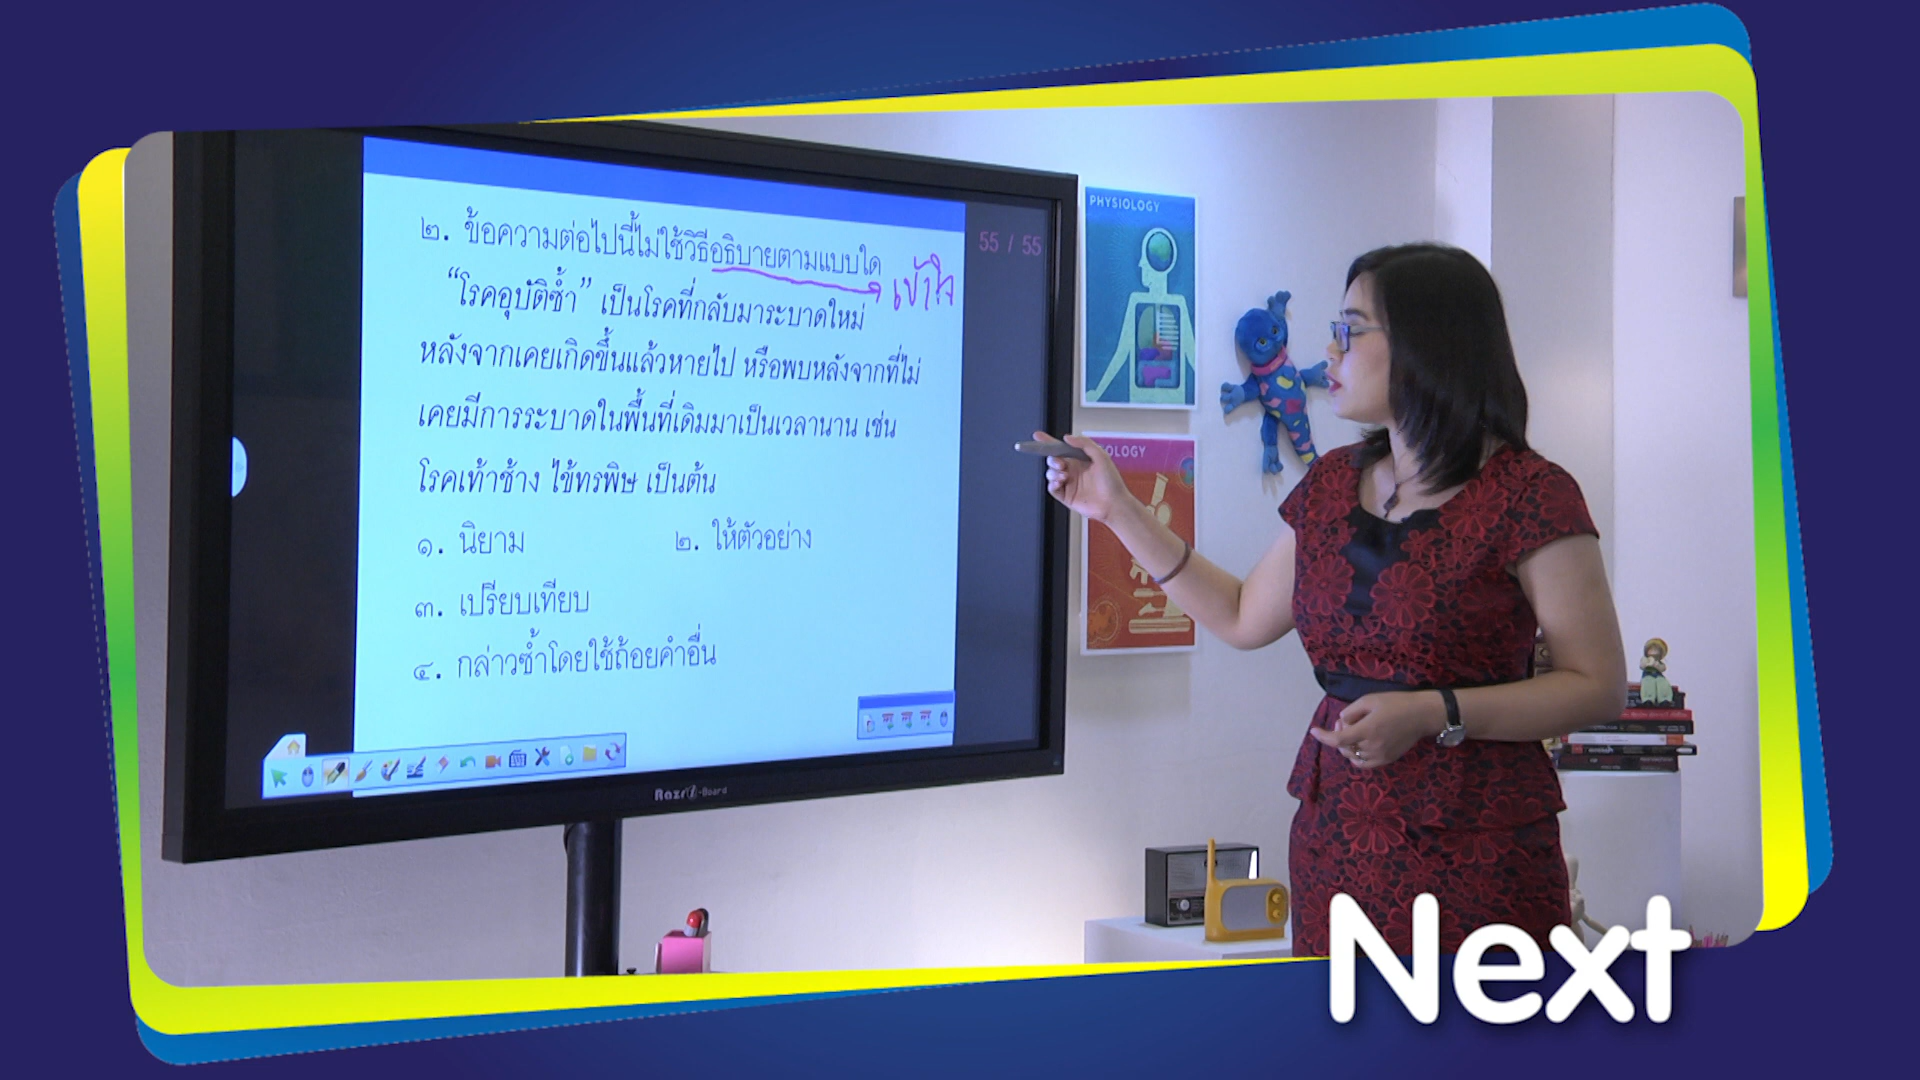 ๒. ข้อความต่อไปนี้ไม่ใช้วิธีอธิบายตามแบบใด
เข้าใจ
“โรคอุบัติซ้ำ” เป็นโรคที่กลับมาระบาดใหม่
หลังจากเคยเกิดขึ้นแล้วหายไป หรือพบหลังจากที่ไม่
เคยมีการระบาดในพื้นที่เดิมมาเป็นเวลานาน เช่น
โรคเท้าช้าง ไข้ทรพิษ เป็นต้น
๑. นิยาม ๒. ให้ตัวอย่าง
๓. เปรียบเทียบ
๔. กล่าวซ้ำโดยใช้ถ้อยคำอื่น
55 / 55
Razr i-Board
PHYSIOLOGY
OLOGY
Next